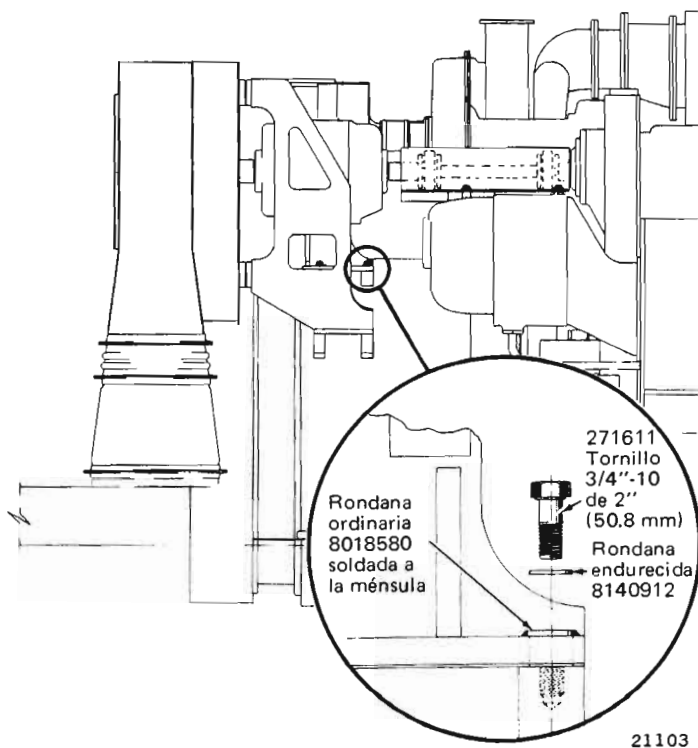 271611
Tornillo
3/4"-10
de 2"
(50.8 mm)
Rondana
endurecida
8140912
Rondana
ordinaria
8018580
soldada a
la ménsula
21103